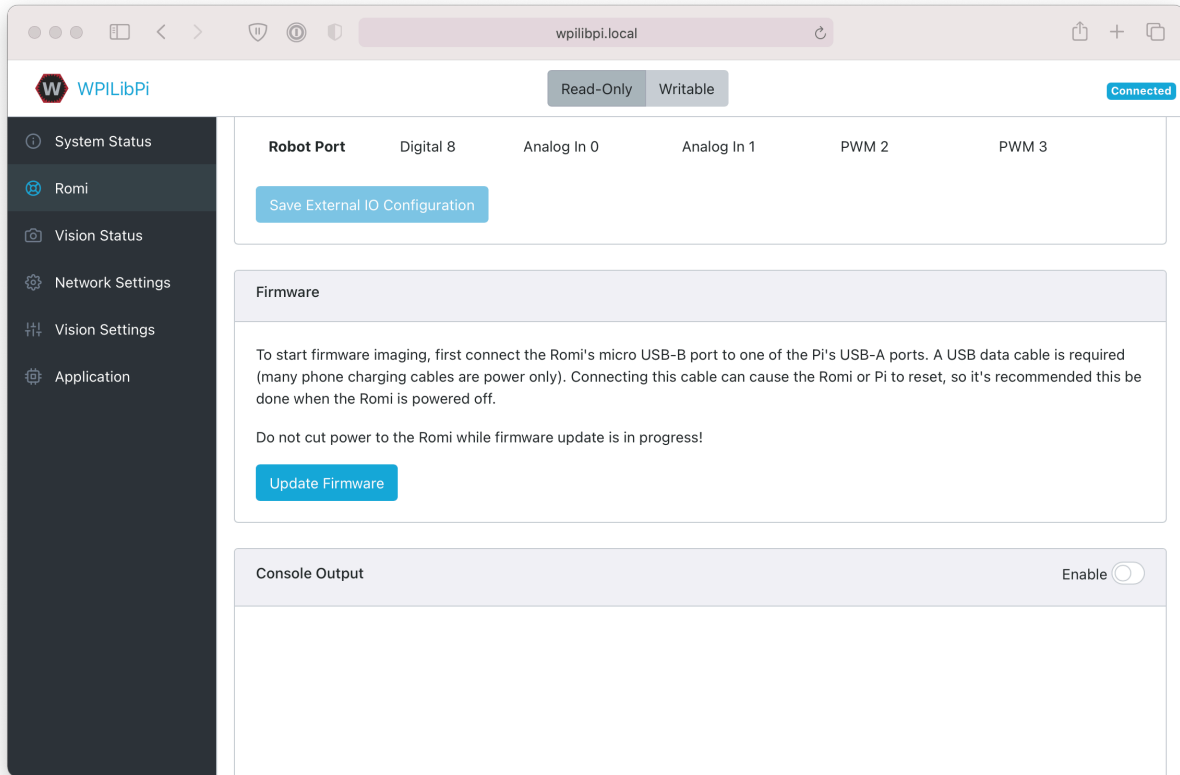 wpilibpi.local
W WPILibPi
Read-Only Writable
Connected
System Status
Romi
Vision Status
Network Settings
Vision Settings
Application
Robot Port Digital 8 Analog In 0 Analog In 1 PWM 2 PWM 3
Save External IO Configuration
Firmware
To start firmware imaging, first connect the Romi's micro USB-B port to one of the Pi's USB-A ports. A USB data cable is required
(many phone charging cables are power only). Connecting this cable can cause the Romi or Pi to reset, so it's recommended this be
done when the Romi is powered off.
Do not cut power to the Romi while firmware update is in progress!
Update Firmware
Console Output Enable